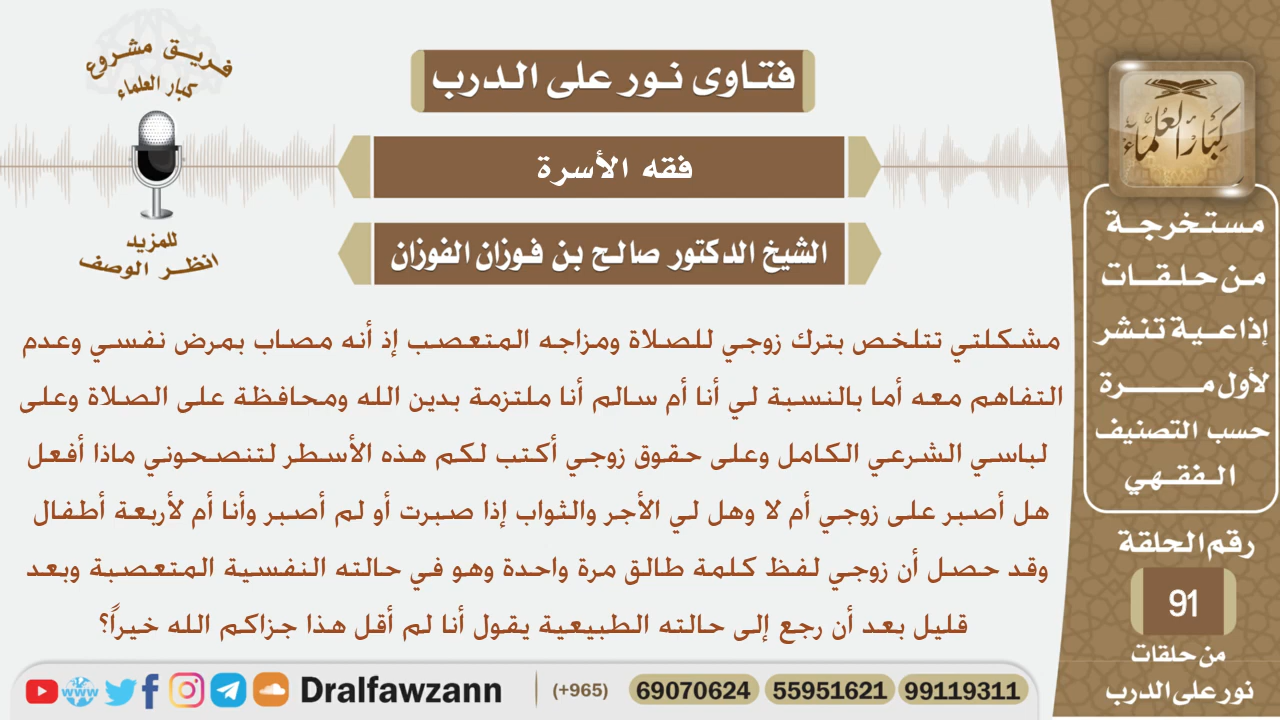 فريق مشروع
كبار العلماء
للمزيد
انظر الوصف
فتاوى نور على الدرب
فقه الأسرة
الشيخ الدكتور صالح بن فوزان الفوزان
مشكلتي تتلخص بترك زوجي للصلاة ومزاجه المتعصب إذ أنه مصاب بمرض نفسي وعدم
التفاهم معه أما بالنسبة لي أنا أم سالم أنا ملتزمة بدين الله ومحافظة على الصلاة وعلى
لباسي الشرعي الكامل وعلى حقوق زوجي أكتب لكم هذه الأسطر لتنصحوني ماذا أفعل
هل أصبر على زوجي أم لا وهل لي الأجر والثواب إذا صبرت أو لم أصبر وأنا أم لأربعة أطفال
وقد حصل أن زوجي لفظ كلمة طالق مرة واحدة وهو في حالته النفسية المتعصبة وبعد
قليل بعد أن رجع إلى حالته الطبيعية يقول أنا لم أقل هذا جزاكم الله خيراً؟
كبار العلماء
مستخرجة
من حلقات
إذاعية تنشر
لأول مرة
حسب التصنيف
الفقهي
رقم الحلقة
91
من حلقات
نور على الدرب
www Dralfawzann (+965) 69070624 55951621 99119311